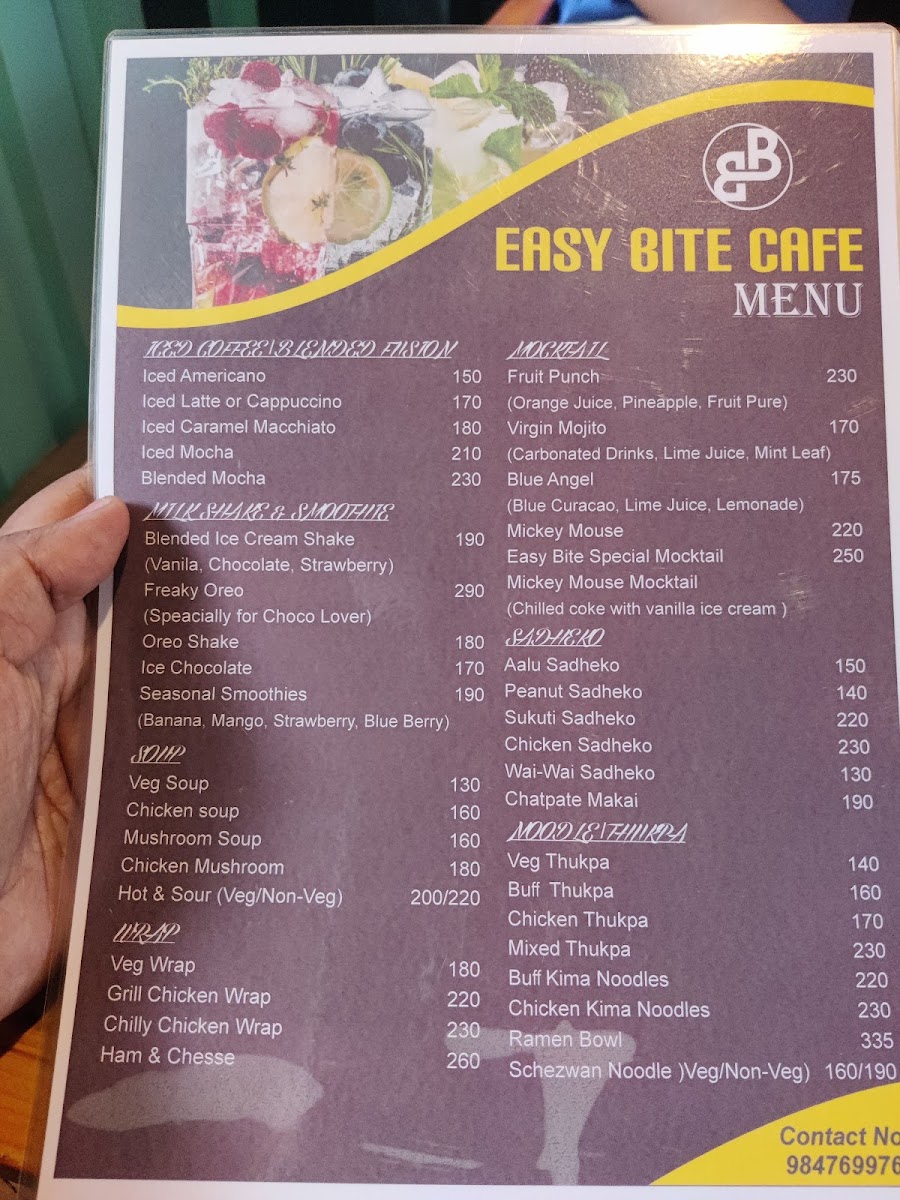 BB
EASY BITE CAFE
MENU
ICED COFFEE\BLENDED FUSION
Iced Americano 150
Iced Latte or Cappuccino 170
Iced Caramel Macchiato 180
Iced Mocha 210
Blended Mocha 230
MILK SHAKE & SMOOTHIE
Blended Ice Cream Shake 190
(Vanila, Chocolate, Strawberry)
Freaky Oreo 290
(Speacially for Choco Lover)
Oreo Shake 180
Ice Chocolate 170
Seasonal Smoothies 190
(Banana, Mango, Strawberry, Blue Berry)
SOUP
Veg Soup 130
Chicken soup 160
Mushroom Soup 160
Chicken Mushroom 180
Hot & Sour (Veg/Non-Veg) 200/220
WRAP
Veg Wrap 180
Grill Chicken Wrap 220
Chilly Chicken Wrap 230
Ham & Chesse 260
MOCKTAIL
Fruit Punch 230
(Orange Juice, Pineapple, Fruit Pure)
Virgin Mojito 170
(Carbonated Drinks, Lime Juice, Mint Leaf)
Blue Angel 175
(Blue Curacao, Lime Juice, Lemonade)
Mickey Mouse 220
Easy Bite Special Mocktail 250
Mickey Mouse Mocktail
(Chilled coke with vanilla ice cream )
SADHEKO
Aalu Sadheko 150
Peanut Sadheko 140
Sukuti Sadheko 220
Chicken Sadheko 230
Wai-Wai Sadheko 130
Chatpate Makai 190
NOODLE\THUKPA
Veg Thukpa 140
Buff Thukpa 160
Chicken Thukpa 170
Mixed Thukpa 230
Buff Kima Noodles 220
Chicken Kima Noodles 230
Ramen Bowl 335
Schezwan Noodle )Veg/Non-Veg) 160/190
Contact No
984769976